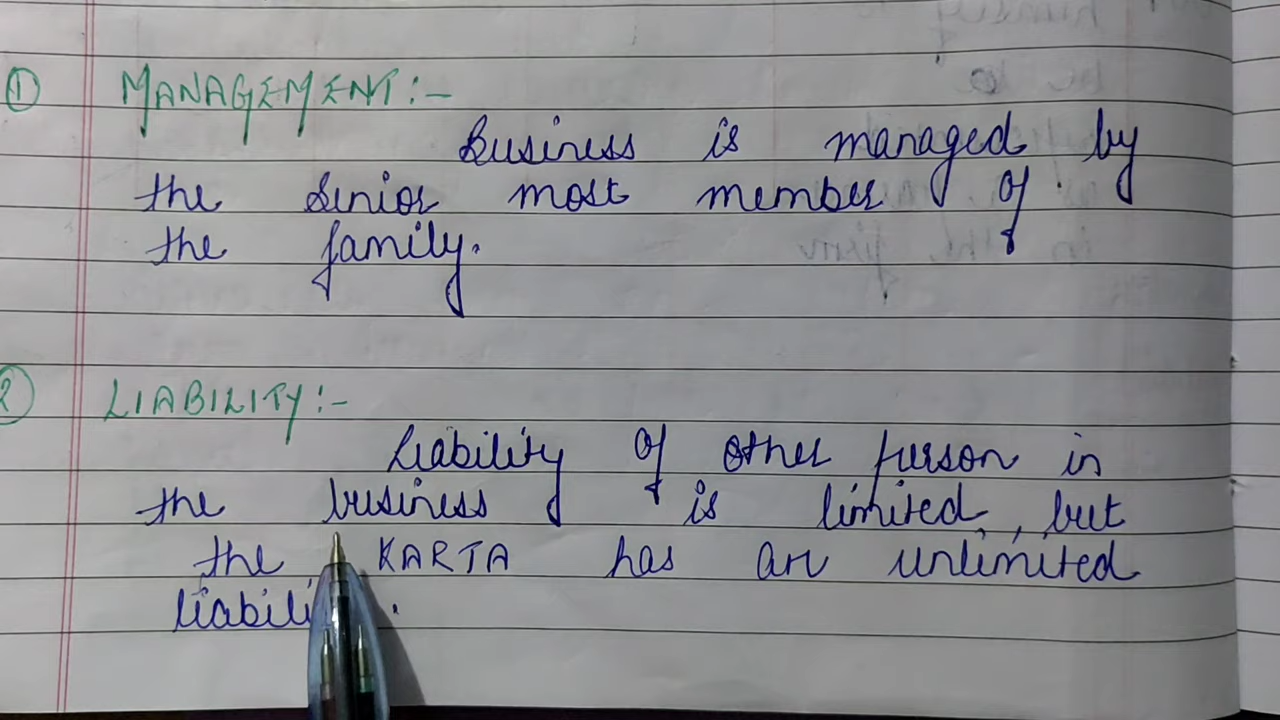 ① MANAGEMENT:-
Business is managed by
the Senior most member of
the family.
② LIABILITY:-
Liability of other person in
the business is limited, but
the KARTA has an unlimited